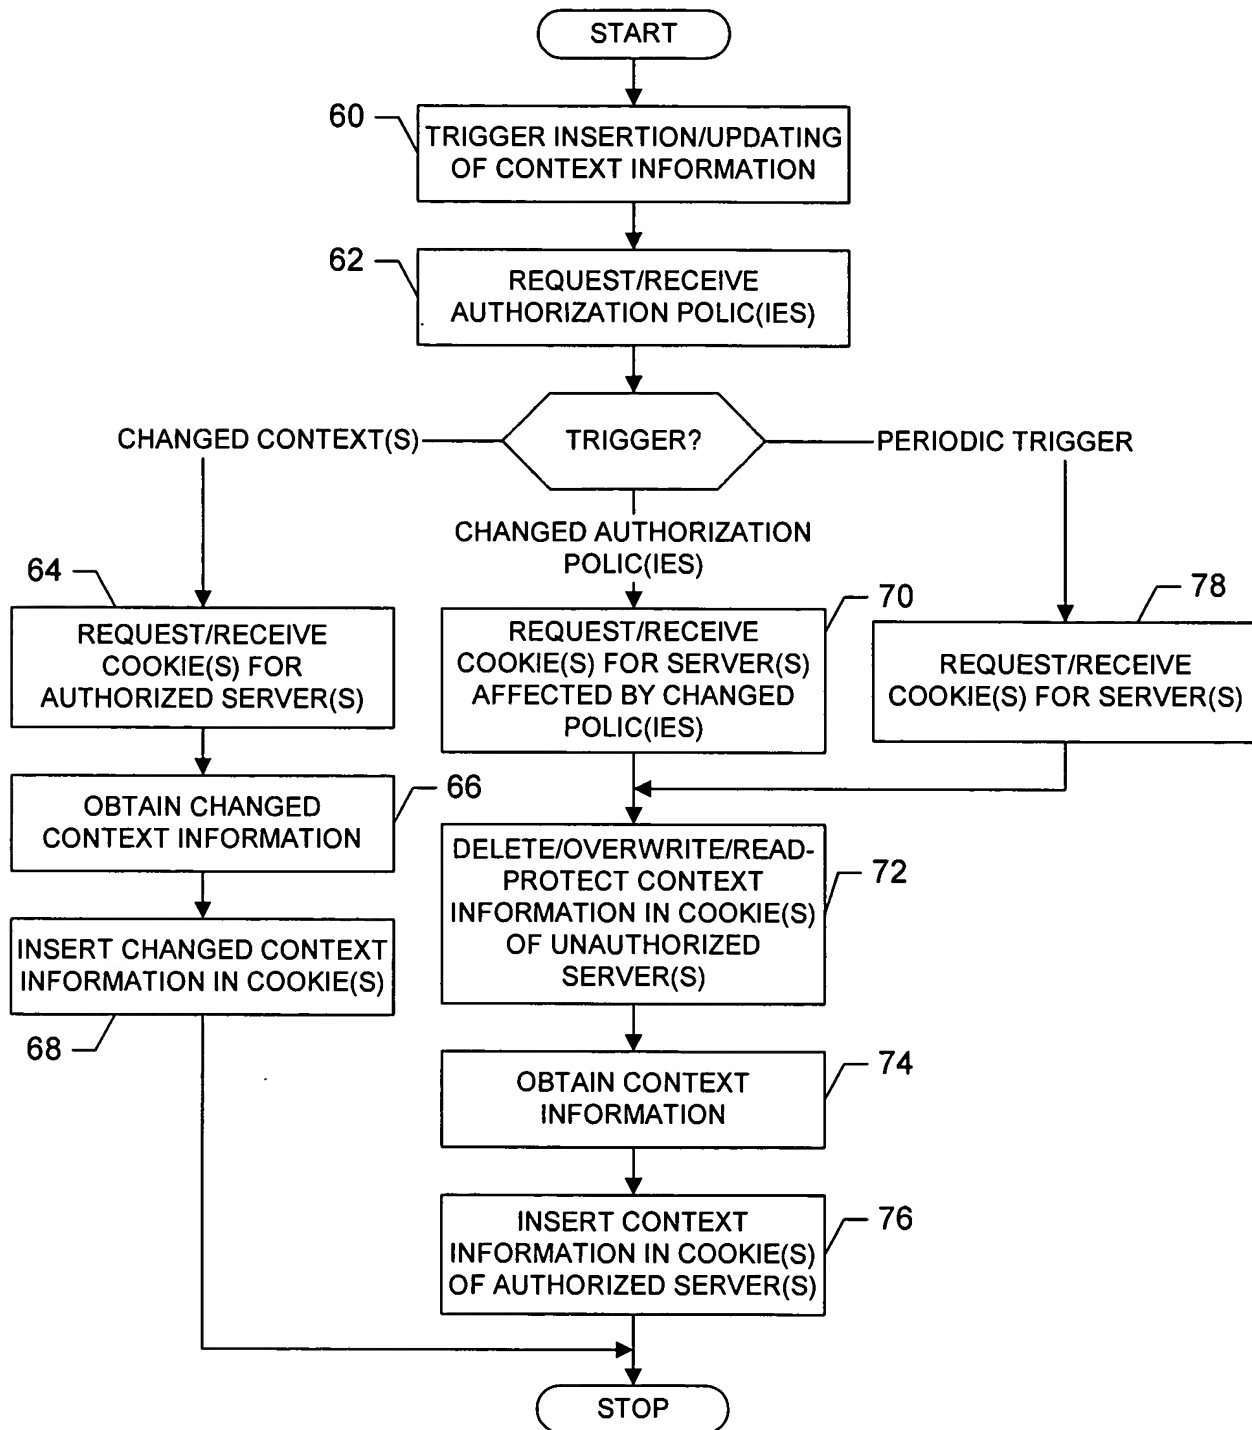 START
60
TRIGGER INSERTION/UPDATING
OF CONTEXT INFORMATION
62
REQUEST/RECEIVE
AUTHORIZATION POLIC(IES)
CHANGED CONTEXT(S)
TRIGGER?
PERIODIC TRIGGER
CHANGED AUTHORIZATION
POLIC(IES)
64
REQUEST/RECEIVE
COOKIE(S) FOR
AUTHORIZED SERVER(S)
70
REQUEST/RECEIVE
COOKIE(S) FOR SERVER(S)
AFFECTED BY CHANGED
POLIC(IES)
78
REQUEST/RECEIVE
COOKIE(S) FOR SERVER(S)
66
OBTAIN CHANGED
CONTEXT INFORMATION
INSERT CHANGED CONTEXT
INFORMATION IN COOKIE(S)
68
DELETE/OVERWRITE/READ-
PROTECT CONTEXT
INFORMATION IN COOKIE(S)
OF UNAUTHORIZED
SERVER(S)
72
OBTAIN CONTEXT
INFORMATION
74
INSERT CONTEXT
INFORMATION IN COOKIE(S)
OF AUTHORIZED SERVER(S)
76
STOP